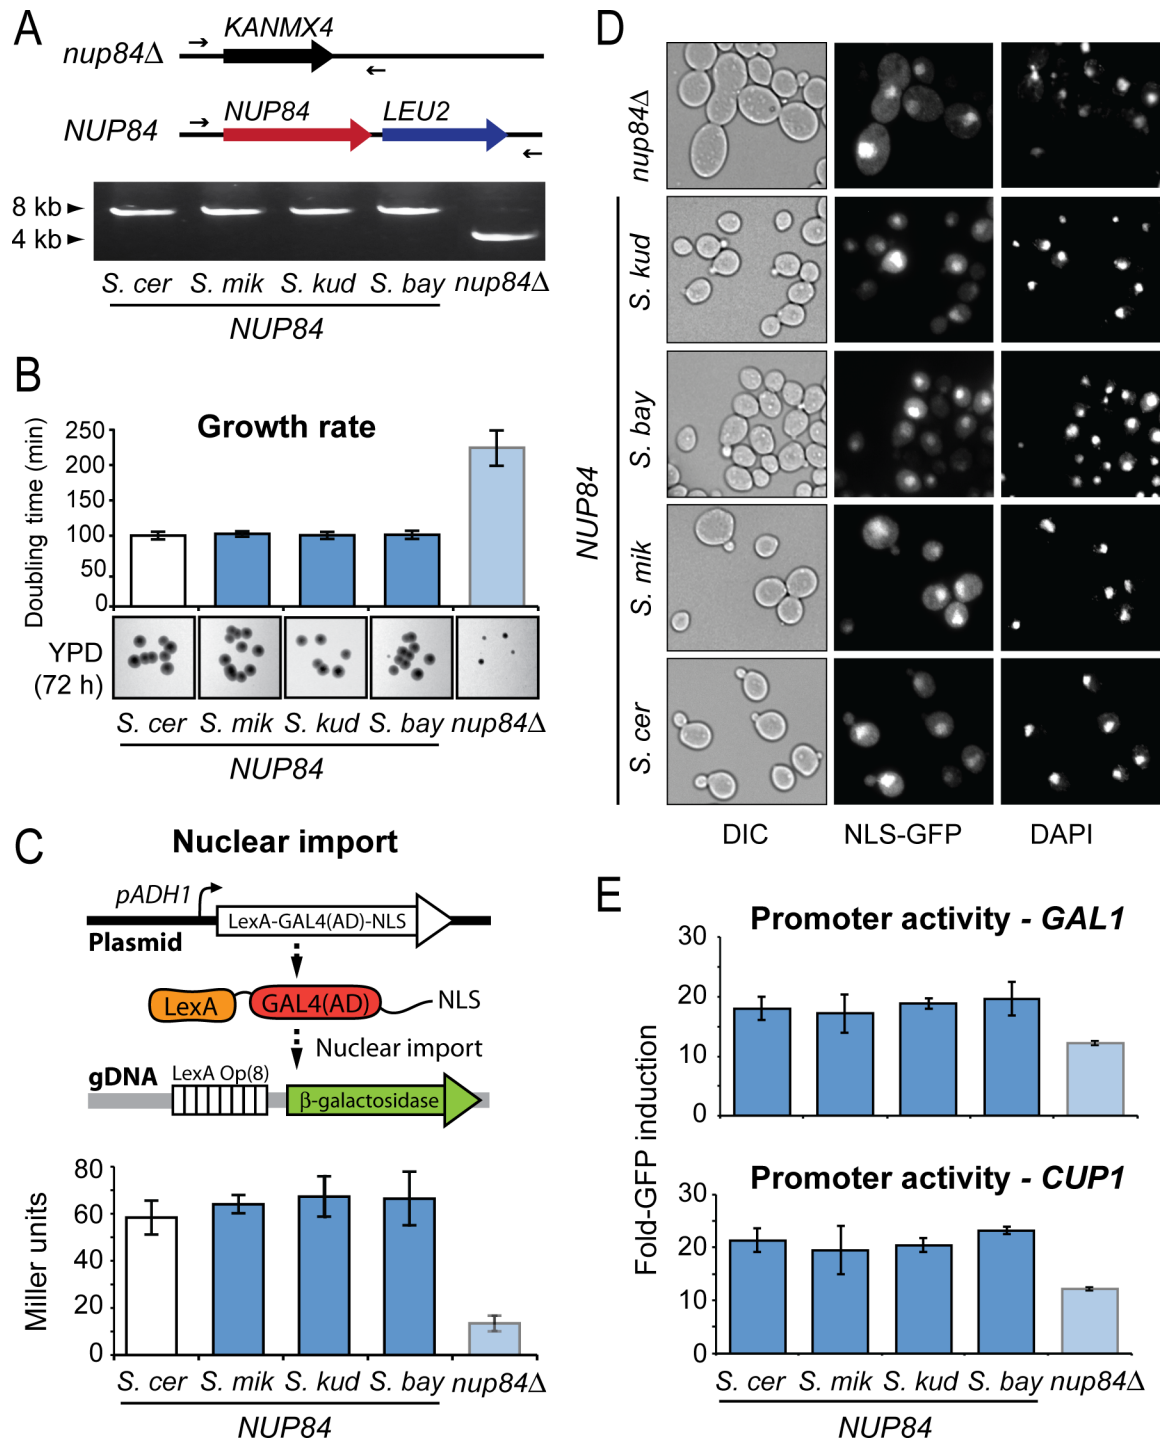 A
KANMX4
nup84Δ
NUP84
LEU2
NUP84
8 kb
4 kb
S. cer S. mik S. kud S. bay nup84Δ
NUP84
B
Growth rate
Doubling time (min)
250
200
150
100
50
0
YPD
(72 h)
S. cer S. mik S. kud S. bay nup84Δ
NUP84
C
Nuclear import
pADH1
LexA-GAL4(AD)-NLS
Plasmid
LexA
GAL4(AD)
NLS
Nuclear import
gDNA
LexA Op(8)
β-galactosidase
Miller units
80
60
40
20
0
S. cer S. mik S. kud S. bay nup84Δ
NUP84
D
nup84Δ
S. kud
S. bay
S. mik
S. cer
NUP84
DIC NLS-GFP DAPI
E
Promoter activity - GAL1
30
20
10
0
Fold-GFP induction
Promoter activity - CUP1
30
20
10
0
S. cer S. mik S. kud S. bay nup84Δ
NUP84